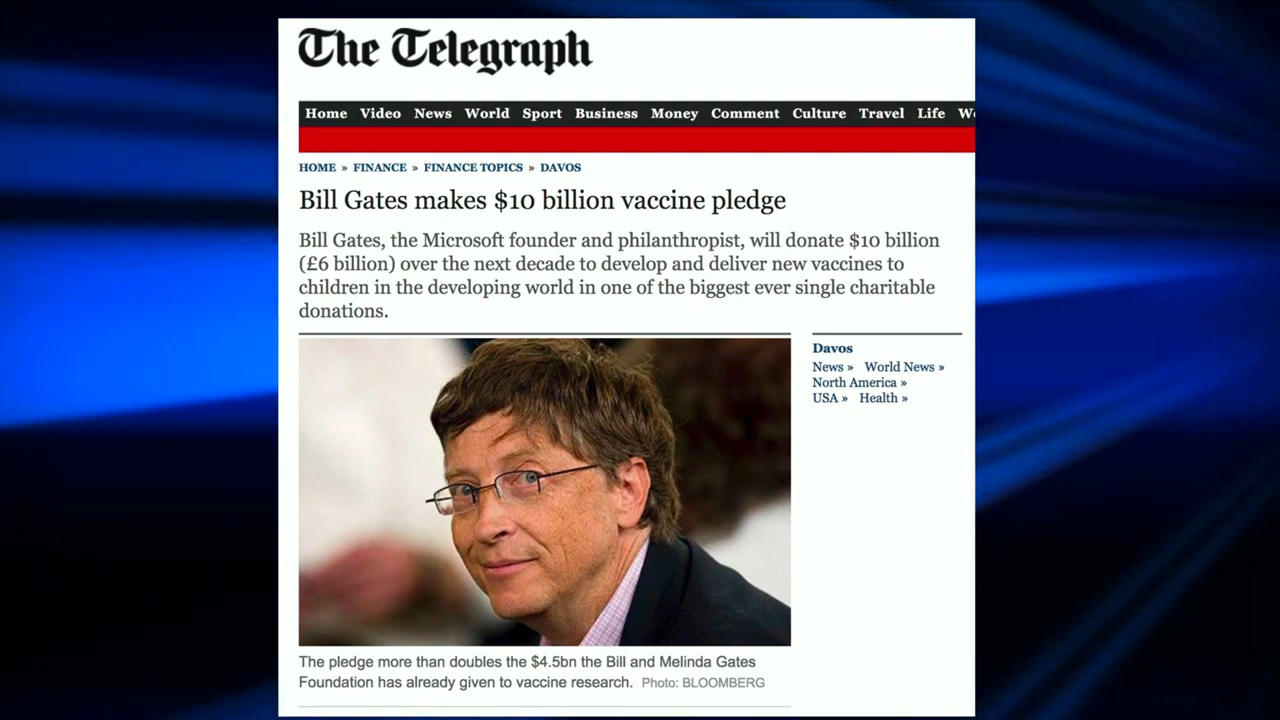 The Telegraph
Home Video News World Sport Business Money Comment Culture Travel Life
HOME » FINANCE » FINANCE TOPICS » DAVOS
Bill Gates makes $10 billion vaccine pledge
Bill Gates, the Microsoft founder and philanthropist, will donate $10 billion
(£6 billion) over the next decade to develop and deliver new vaccines to
children in the developing world in one of the biggest ever single charitable
donations.
Davos
News » World News »
North America »
USA » Health »
The pledge more than doubles the $4.5bn the Bill and Melinda Gates
Foundation has already given to vaccine research. Photo: BLOOMBERG